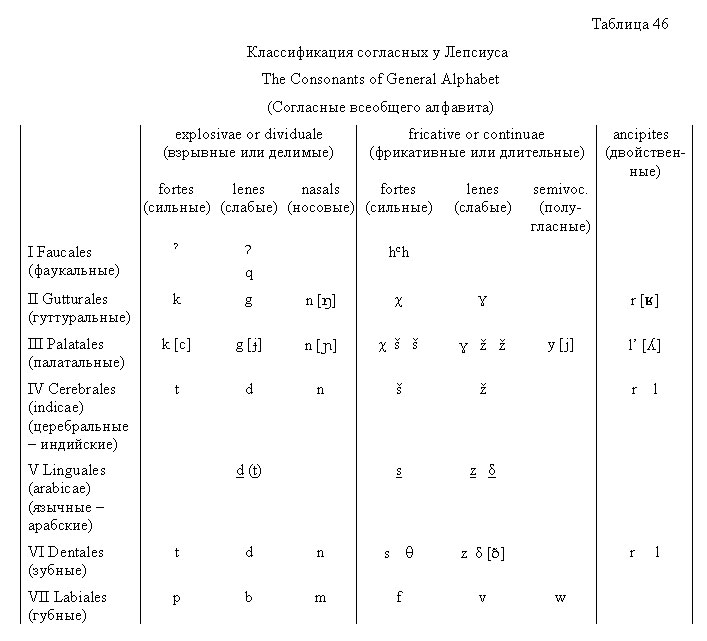 Таблица 46
Классификация согласных у Лепсиуса
The Consonants of General Alphabet
(Согласные всеобщего алфавита)
explosivae or dividuale fricative or continuae ancipites
(взрывные или делимые) (фрикативные или длительные) (двойствен-
ные)
fortes lenes nasals fortes lenes semivoc.
(сильные) (слабые) (носовые) (сильные) (слабые) (полу-
гласные)
I Faucales ˀ ʔ hʿh
(фаукальные) q
II Gutturales k g n [ŋ] χ ɣ r [ʁ]
(гуттуральные)
III Palatales k [c] g [ɟ] n [ɲ] χ š š ɣ ž ž y [j] l’ [ʎ]
(палатальные)
IV Cerebrales t d n š ž r l
(indicae)
(церебральные
– индийские)
V Linguales d̲ (t̲) s̲ z̲ δ̲
(arabicae)
(язычные –
арабские)
VI Dentales t d n s θ z δ [ð] r l
(зубные)
VII Labiales p b m f v w
(губные)